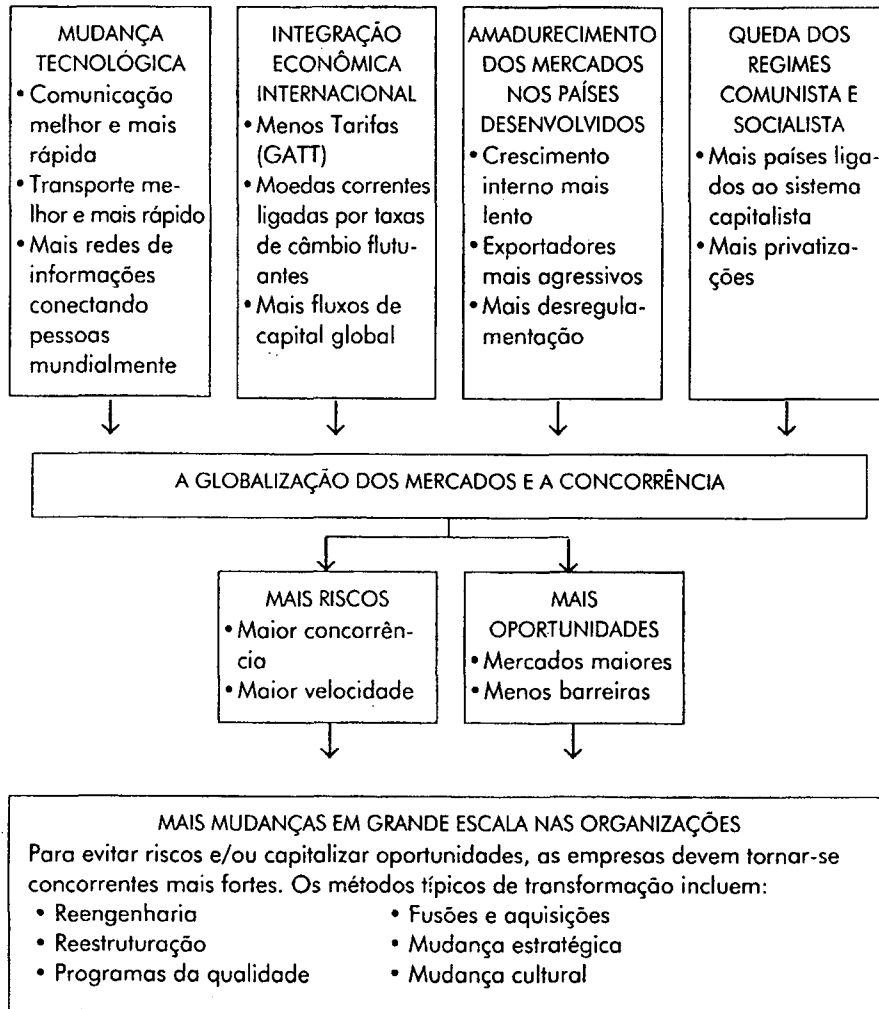 MUDANÇA
TECNOLÓGICA
• Comunicação
melhor e mais
rápida
• Transporte me-
lhor e mais rápido
• Mais redes de
informações
conectando
pessoas
mundialmente
INTEGRAÇÃO
ECONÔMICA
INTERNACIONAL
• Menos Tarifas
(GATT)
• Moedas correntes
ligadas por taxas
de câmbio flutu-
antes
• Mais fluxos de
capital global
AMADURECIMENTO
DOS MERCADOS
NOS PAÍSES
DESENVOLVIDOS
• Crescimento
interno mais
lento
• Exportadores
mais agressivos
• Mais desregula-
mentação
QUEDA DOS
REGIMES
COMUNISTA E
SOCIALISTA
• Mais países liga-
dos ao sistema
capitalista
• Mais privatiza-
ções
A GLOBALIZAÇÃO DOS MERCADOS E A CONCORRÊNCIA
MAIS RISCOS
• Maior concorrên-
cia
• Maior velocidade
MAIS
OPORTUNIDADES
• Mercados maiores
• Menos barreiras
MAIS MUDANÇAS EM GRANDE ESCALA NAS ORGANIZAÇÕES
Para evitar riscos e/ou capitalizar oportunidades, as empresas devem tornar-se
concorrentes mais fortes. Os métodos típicos de transformação incluem:
• Reengenharia
• Reestruturação
• Programas da qualidade
• Fusões e aquisições
• Mudança estratégica
• Mudança cultural